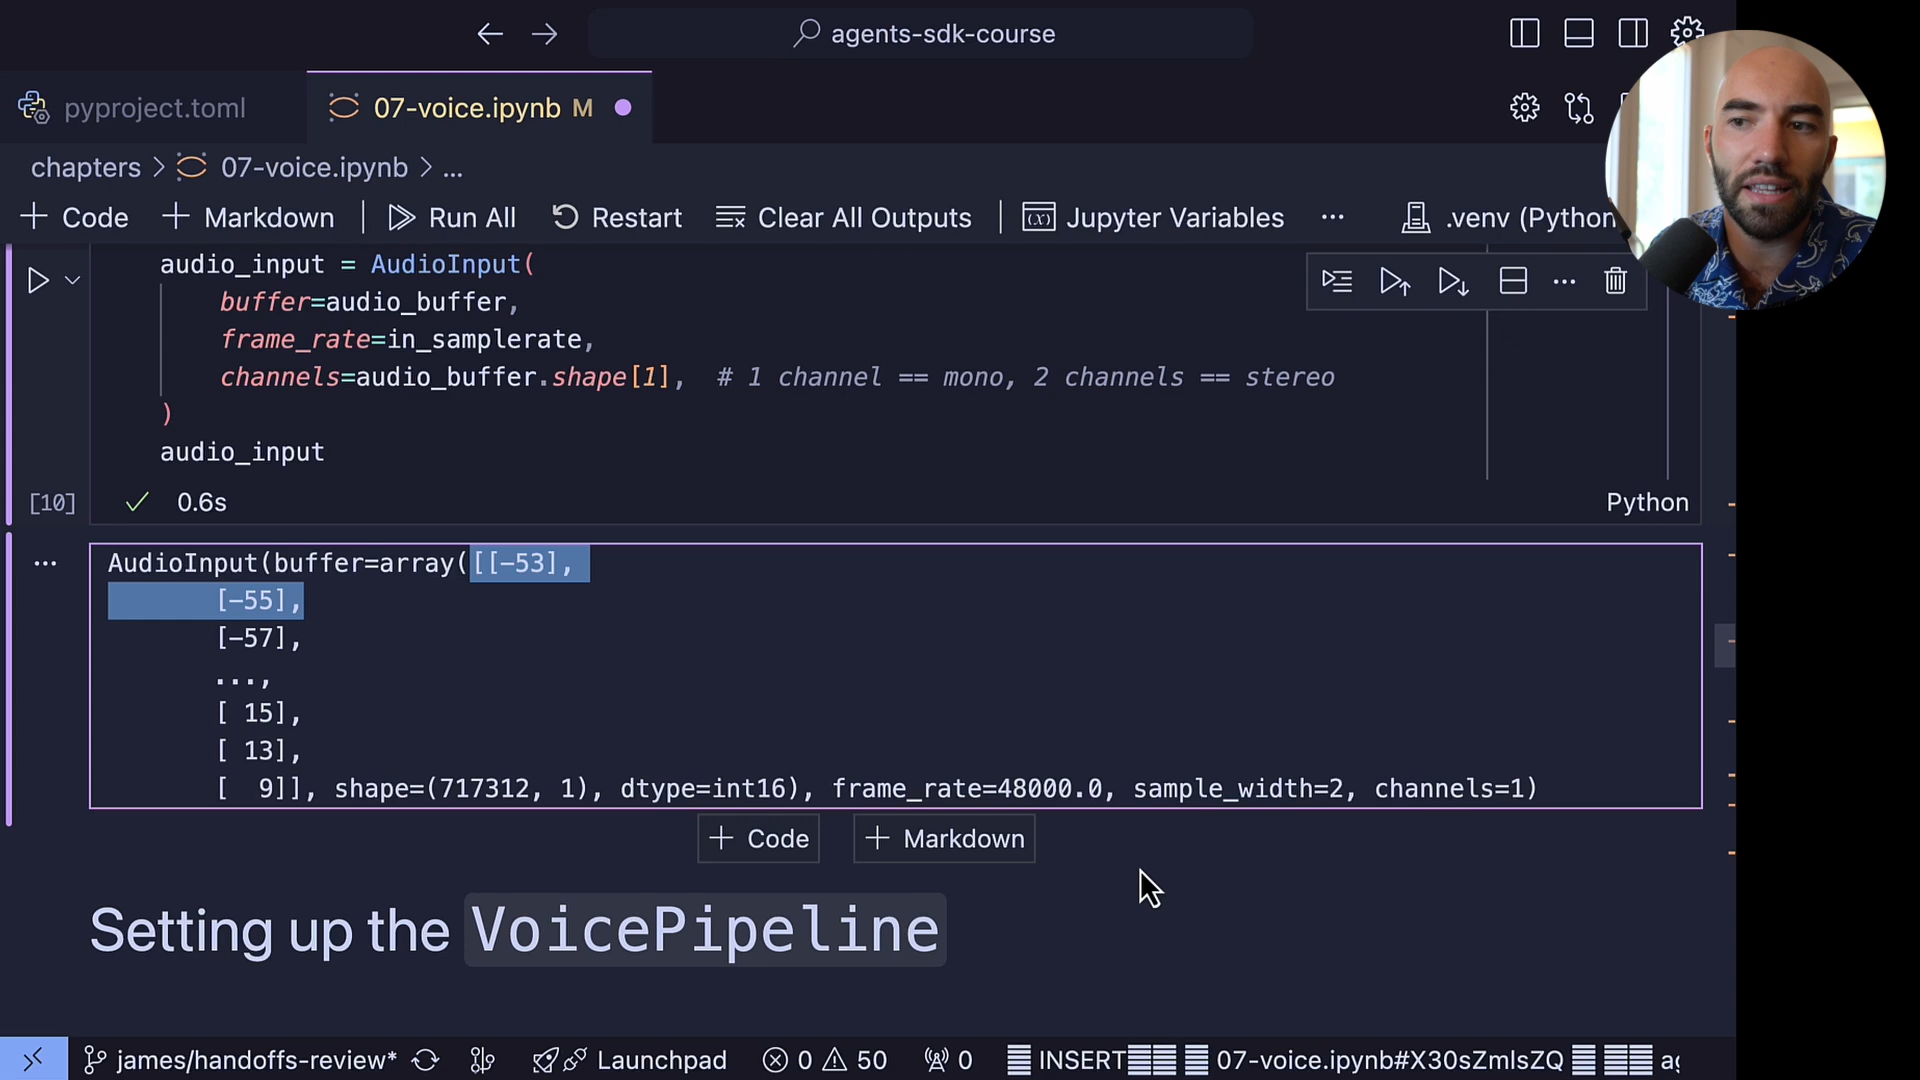 agents-sdk-course
pyproject.toml
07-voice.ipynb M
chapters > 07-voice.ipynb > ...
+ Code + Markdown Run All Restart Clear All Outputs Jupyter Variables ... .venv (Python
audio_input = AudioInput(
buffer=audio_buffer,
frame_rate=in_samplerate,
channels=audio_buffer.shape[1], # 1 channel == mono, 2 channels == stereo
)
audio_input
[10] ✓ 0.6s Python
... AudioInput(buffer=array([[-53],
[-55],
[-57],
...,
[ 15],
[ 13],
[  9]], shape=(717312, 1), dtype=int16), frame_rate=48000.0, sample_width=2, channels=1)
+ Code + Markdown
Setting up the VoicePipeline
james/handoffs-review* Launchpad 0 50 0 INSERT 07-voice.ipynb#X30sZmlsZQ